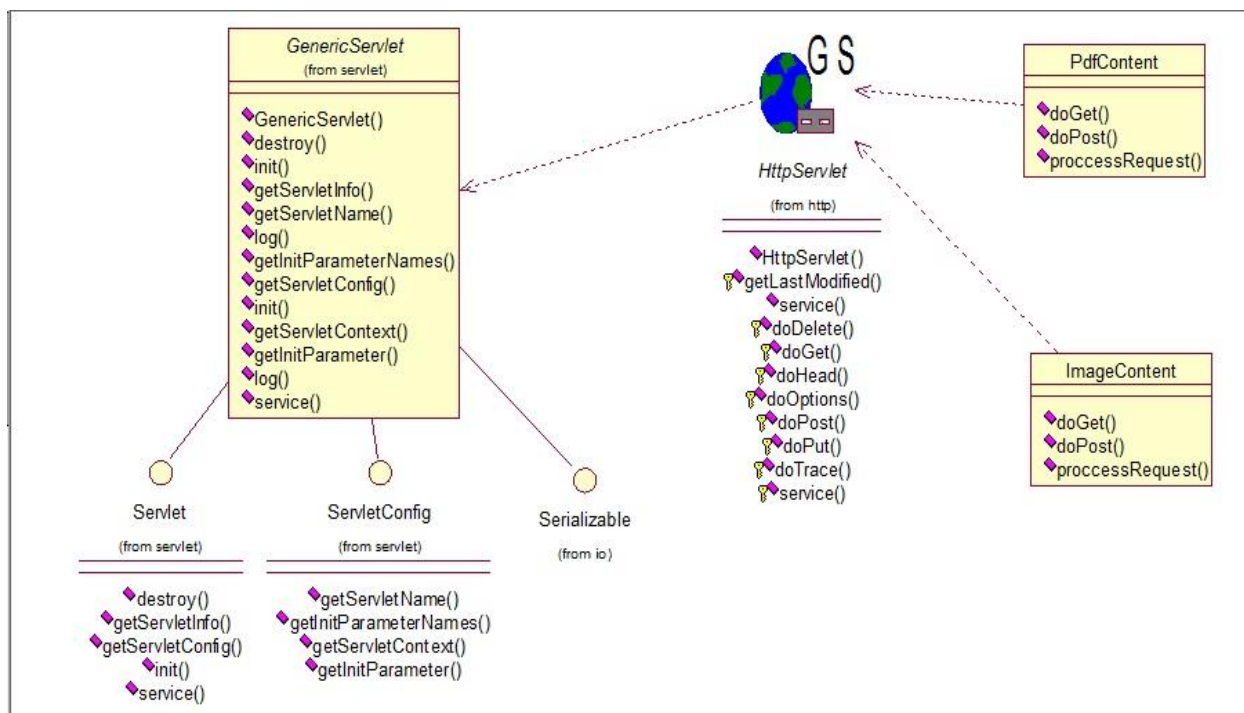 GenericServlet
(from servlet)
GenericServlet()
destroy()
init()
getServletInfo()
getServletName()
log()
getInitParameterNames()
getServletConfig()
init()
getServletContext()
getInitParameter()
log()
service()
Servlet
(from servlet)
destroy()
getServletInfo()
getServletConfig()
init()
service()
ServletConfig
(from servlet)
getServletName()
getInitParameterNames()
getServletContext()
getInitParameter()
Serializable
(from io)
G S
HttpServlet
(from http)
HttpServlet()
getLastModified()
service()
doDelete()
doGet()
doHead()
doOptions()
doPost()
doPut()
doTrace()
service()
PdfContent
doGet()
doPost()
proccessRequest()
ImageContent
doGet()
doPost()
proccessRequest()